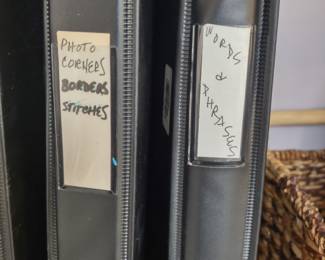 PHOTO
CORNERS
BORDERS
STITCHES
WORDS
&
PHRASES